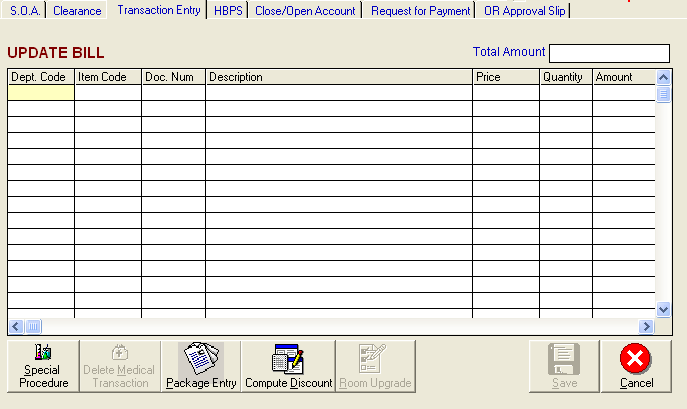 S.O.A. Clearance Transaction Entry HBPS Close/Open Account Request for Payment OR Approval Slip
UPDATE BILL Total Amount
Dept. Code Item Code Doc. Num Description Price Quantity Amount
Special Procedure
Delete Medical Transaction
Package Entry
Compute Discount
Room Upgrade
Save
Cancel